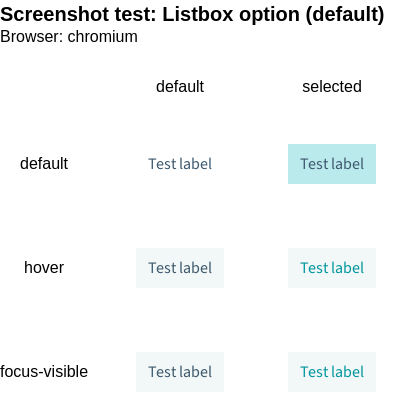 Screenshot test: Listbox option (default)
Browser: chromium
default selected
default Test label Test label
hover Test label Test label
focus-visible Test label Test label